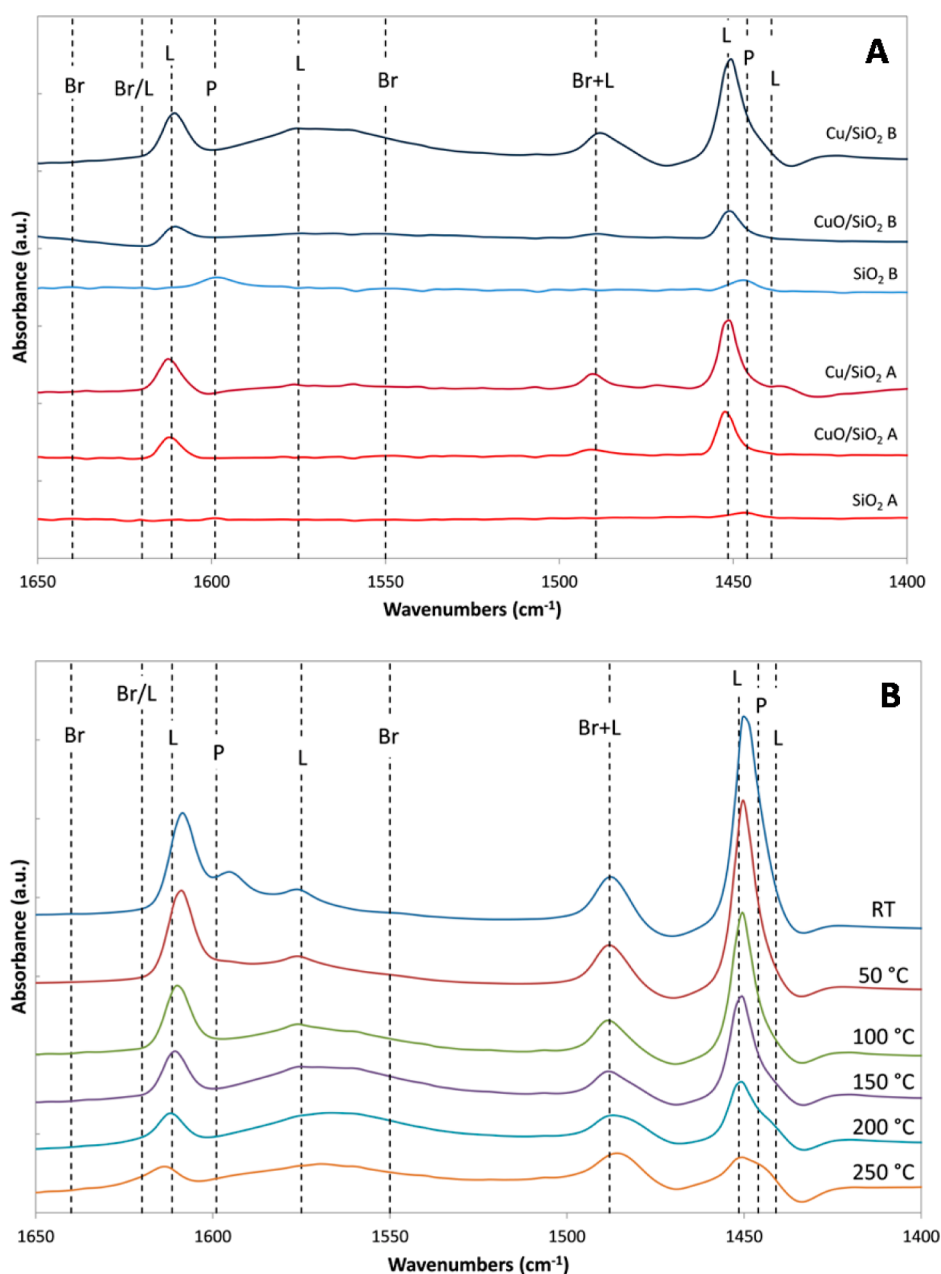 A
L
L
Br
Br/L
P
L
Br
Br+L
P
L
Cu/SiO₂ B
CuO/SiO₂ B
SiO₂ B
Cu/SiO₂ A
CuO/SiO₂ A
SiO₂ A
Absorbance (a.u.)
1650 1600 1550 1500 1450 1400
Wavenumbers (cm⁻¹)
B
Br/L
L
P
Br
L
P
L
Br
Br+L
L
RT
50 °C
100 °C
150 °C
200 °C
250 °C
Absorbance (a.u.)
1650 1600 1550 1500 1450 1400
Wavenumbers (cm⁻¹)